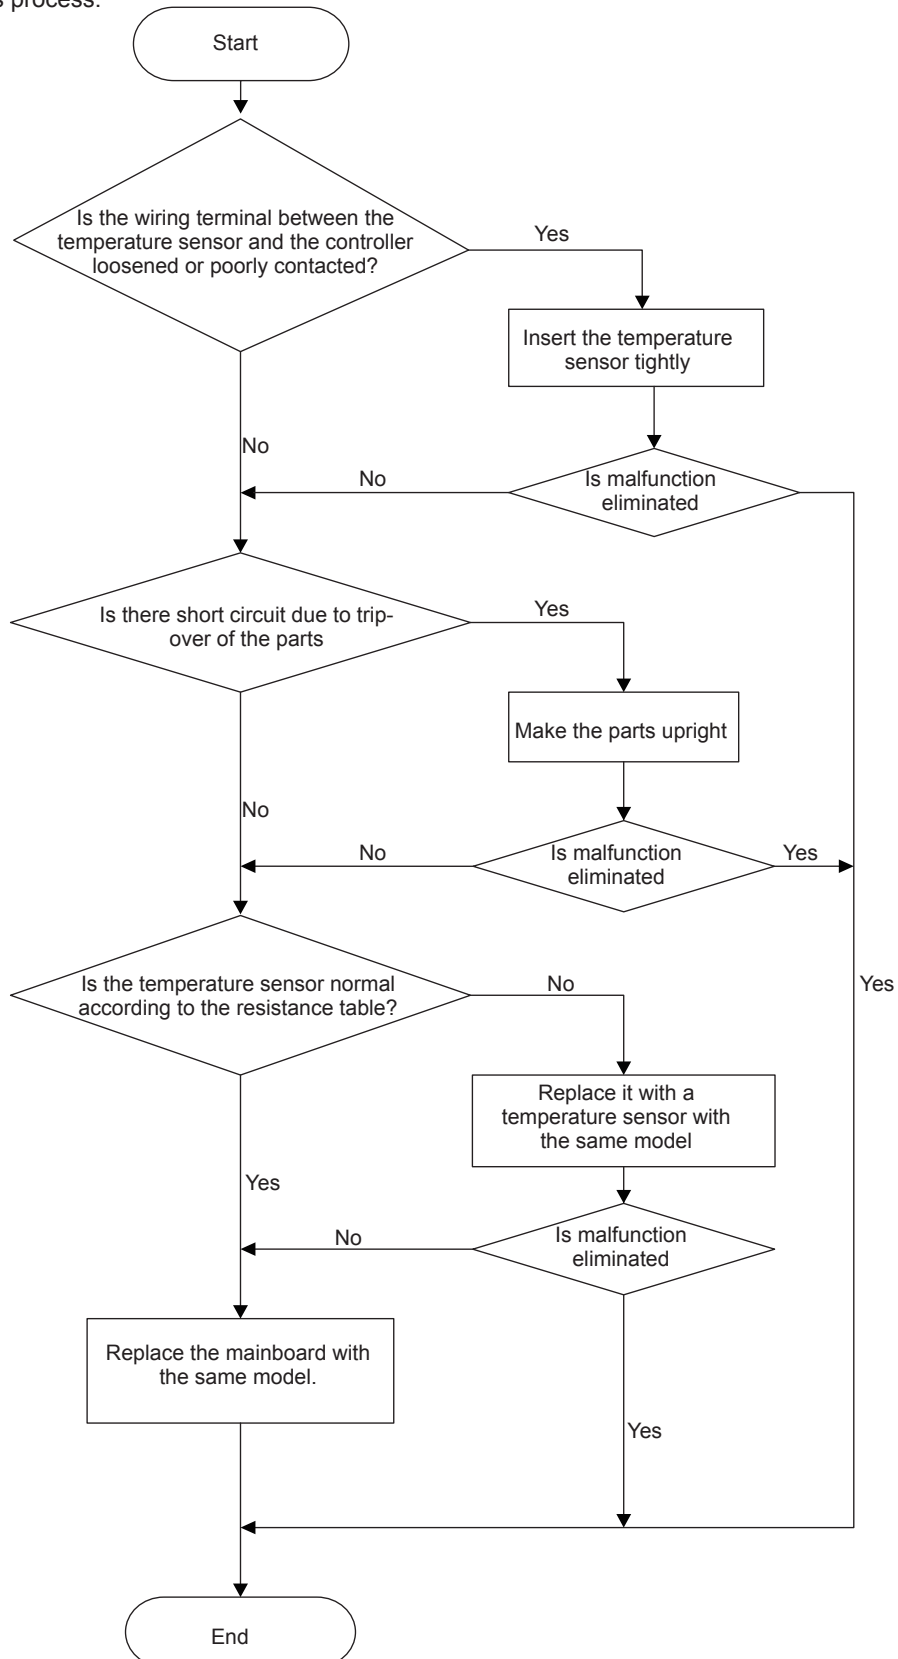 s process.
Start
Is the wiring terminal between the
temperature sensor and the controller
loosened or poorly contacted?
Yes
Insert the temperature
sensor tightly
No
No
Is malfunction
eliminated
Is there short circuit due to trip-
over of the parts
Yes
Make the parts upright
No
No
Is malfunction
eliminated
Yes
Yes
Is the temperature sensor normal
according to the resistance table?
No
Replace it with a
temperature sensor with
the same model
Yes
No
Is malfunction
eliminated
Replace the mainboard with
the same model.
Yes
End